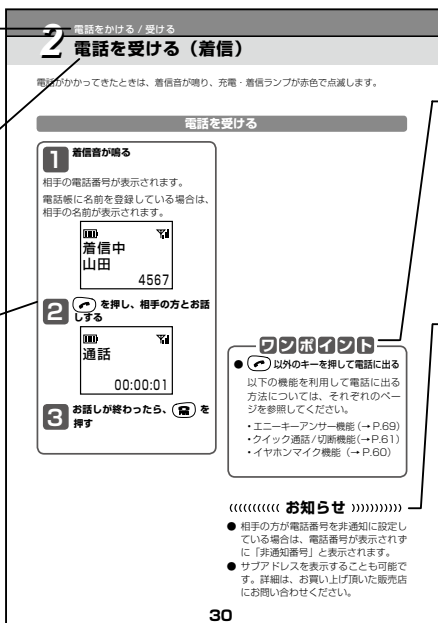 2
電話をかける / 受ける
電話を受ける（着信）
電話がかかってきたときは、着信音が鳴り、充電・着信ランプが赤色で点滅します。
電話を受ける
1 着信音が鳴る
相手の電話番号が表示されます。
電話帳に名前を登録している場合は、
相手の名前が表示されます。
着信中
山田
4567
2 を押し、相手の方とお話
しする
通話
00:00:01
3 お話しが終わったら、 を
押す
ワンポイント
● 以外のキーを押して電話に出る
以下の機能を利用して電話に出る
方法については、それぞれのペー
ジを参照してください。
・エニーキーアンサー機能（→ P.69）
・クイック通話/切断機能（→P.61）
・イヤホンマイク機能（→ P.60）
お知らせ
● 相手の方が電話番号を非通知に設定し
ている場合は、電話番号が表示されず
に「非通知番号」と表示されます。
● サブアドレスを表示することも可能で
す。詳細は、お買い上げ頂いた販売店
にお問い合わせください。
30